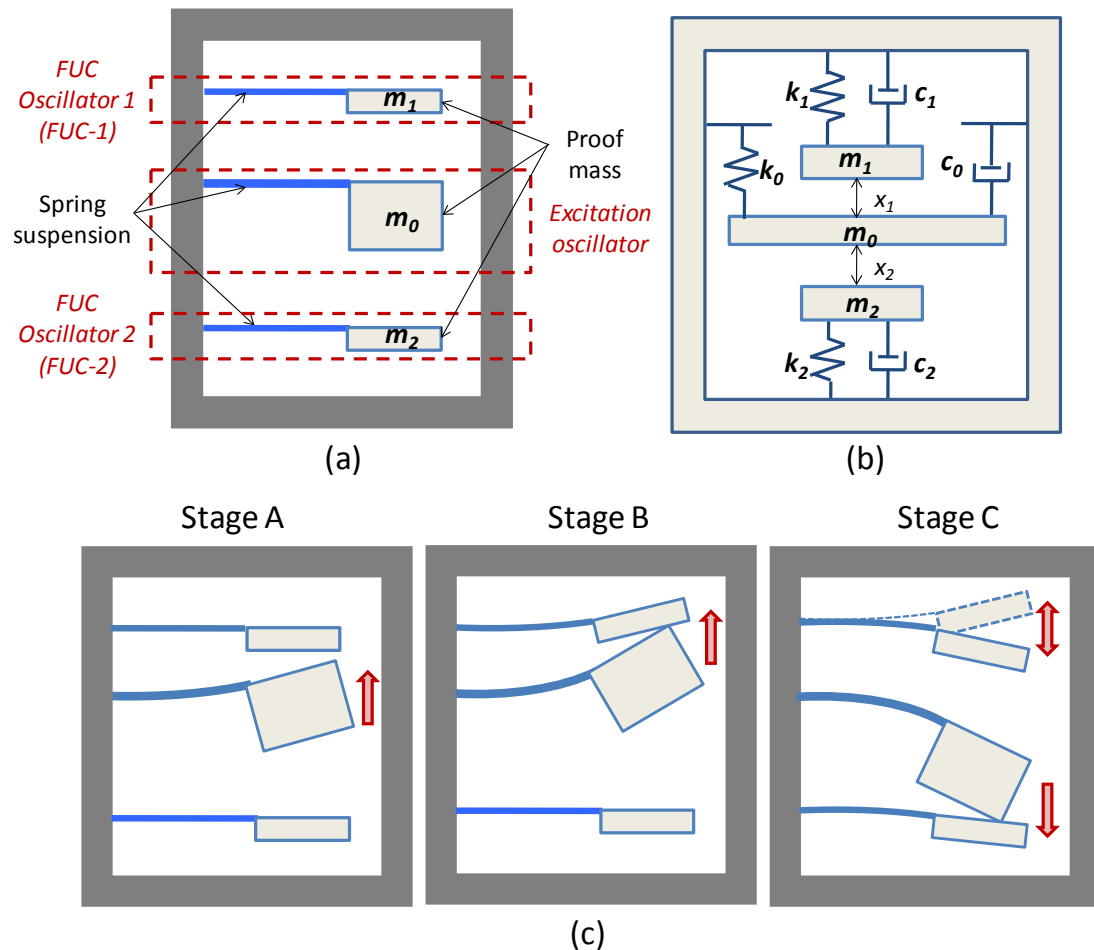 FUC
Oscillator 1
(FUC-1)
m1
Proof
mass
Spring
suspension
m0
Excitation
oscillator
FUC
Oscillator 2
(FUC-2)
m2
(a)
k1
c1
m1
k0
c0
x1
m0
x2
m2
k2
c2
(b)
Stage A
Stage B
Stage C
(c)